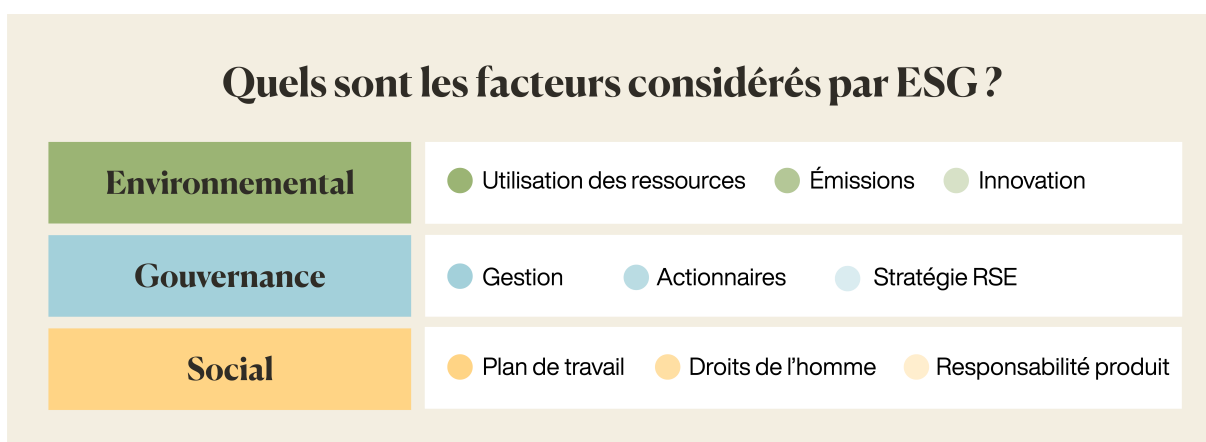 Quels sont les facteurs considérés par ESG ?
Environnemental
Utilisation des ressources Émissions Innovation
Gouvernance
Gestion Actionnaires Stratégie RSE
Social
Plan de travail Droits de l’homme Responsabilité produit